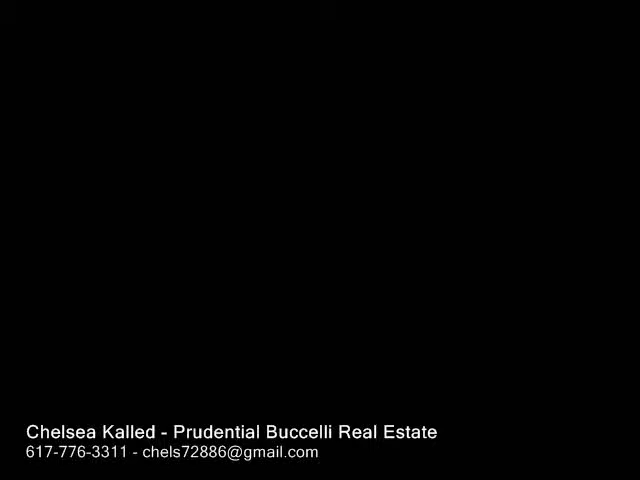 Chelsea Kalled - Prudential Buccelli Real Estate
617-776-3311 - chels72886@gmail.com